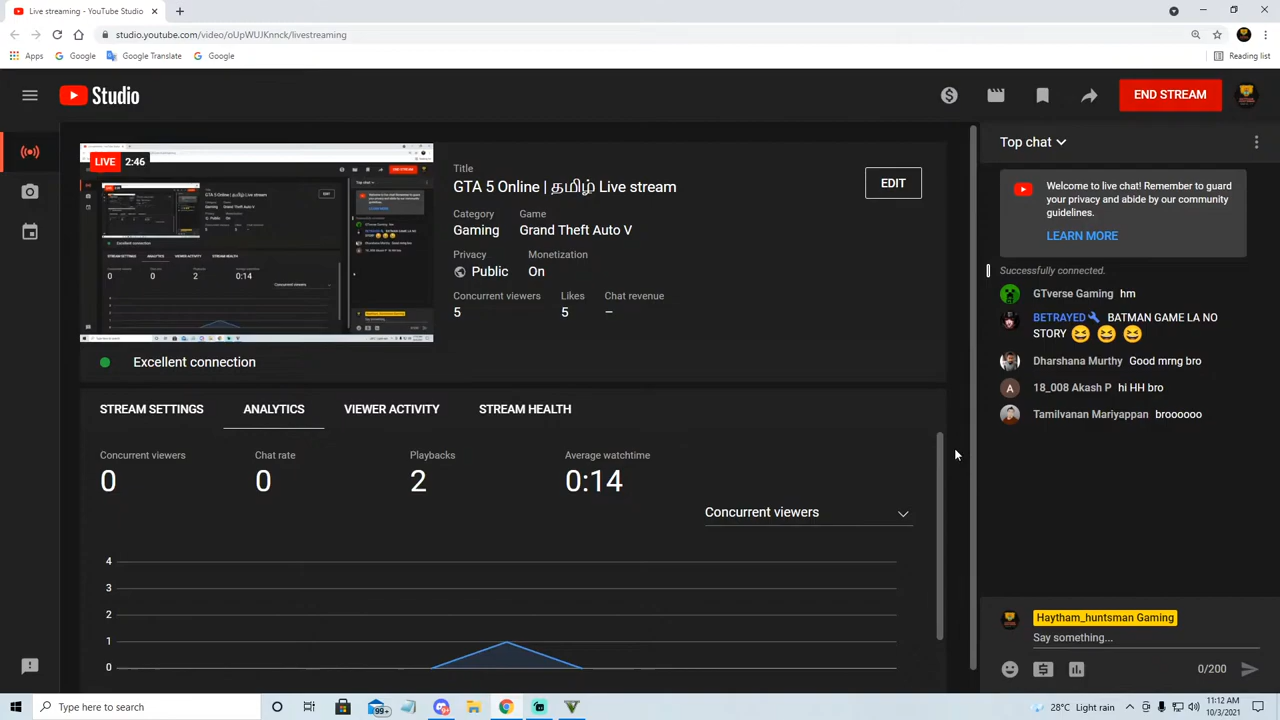 Live streaming - YouTube Studio
studio.youtube.com/video/oUpWUJKnnck/livestreaming
Apps Google Google Translate Google Reading list
Studio
END STREAM
LIVE 2:46
Title
GTA 5 Online | தமிழ் Live stream
EDIT
Category Game
Gaming Grand Theft Auto V
Privacy Monetization
Public On
Concurrent viewers Likes Chat revenue
5 5 –
Excellent connection
STREAM SETTINGS ANALYTICS VIEWER ACTIVITY STREAM HEALTH
Concurrent viewers Chat rate Playbacks Average watchtime
0 0 2 0:14
Concurrent viewers
4
3
2
1
0
Top chat
Welcome to live chat! Remember to guard
your privacy and abide by our community
guidelines.
LEARN MORE
Successfully connected.
GTverse Gaming hm
BETRAYED BATMAN GAME LA NO
STORY
Dharshana Murthy Good mrng bro
A 18_008 Akash P hi HH bro
Tamilvanan Mariyappan broooooo
Haytham_huntsman Gaming
Say something...
0/200
Type here to search
99+
28°C Light rain
11:12 AM
10/3/2021